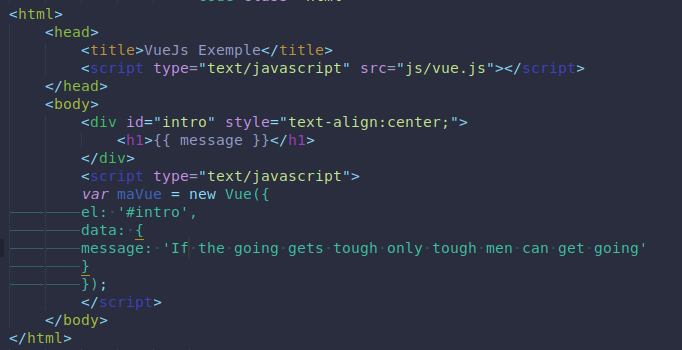 <html>
<head>
<title>VueJs Exemple</title>
<script type="text/javascript" src="js/vue.js"></script>
</head>
<body>
<div id="intro" style="text-align:center;">
<h1>{{ message }}</h1>
</div>
<script type="text/javascript">
var maVue = new Vue({
el: '#intro',
data: {
message: 'If the going gets tough only tough men can get going'
}
});
</script>
</body>
</html>